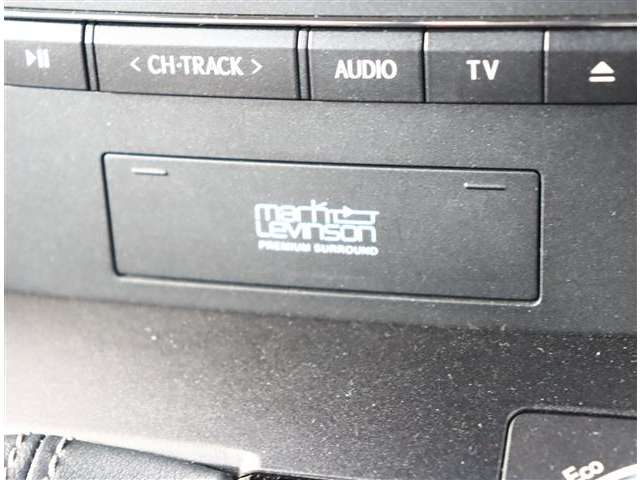 < CH·TRACK >
AUDIO
TV
mark
Levinson
PREMIUM SURROUND
Eco